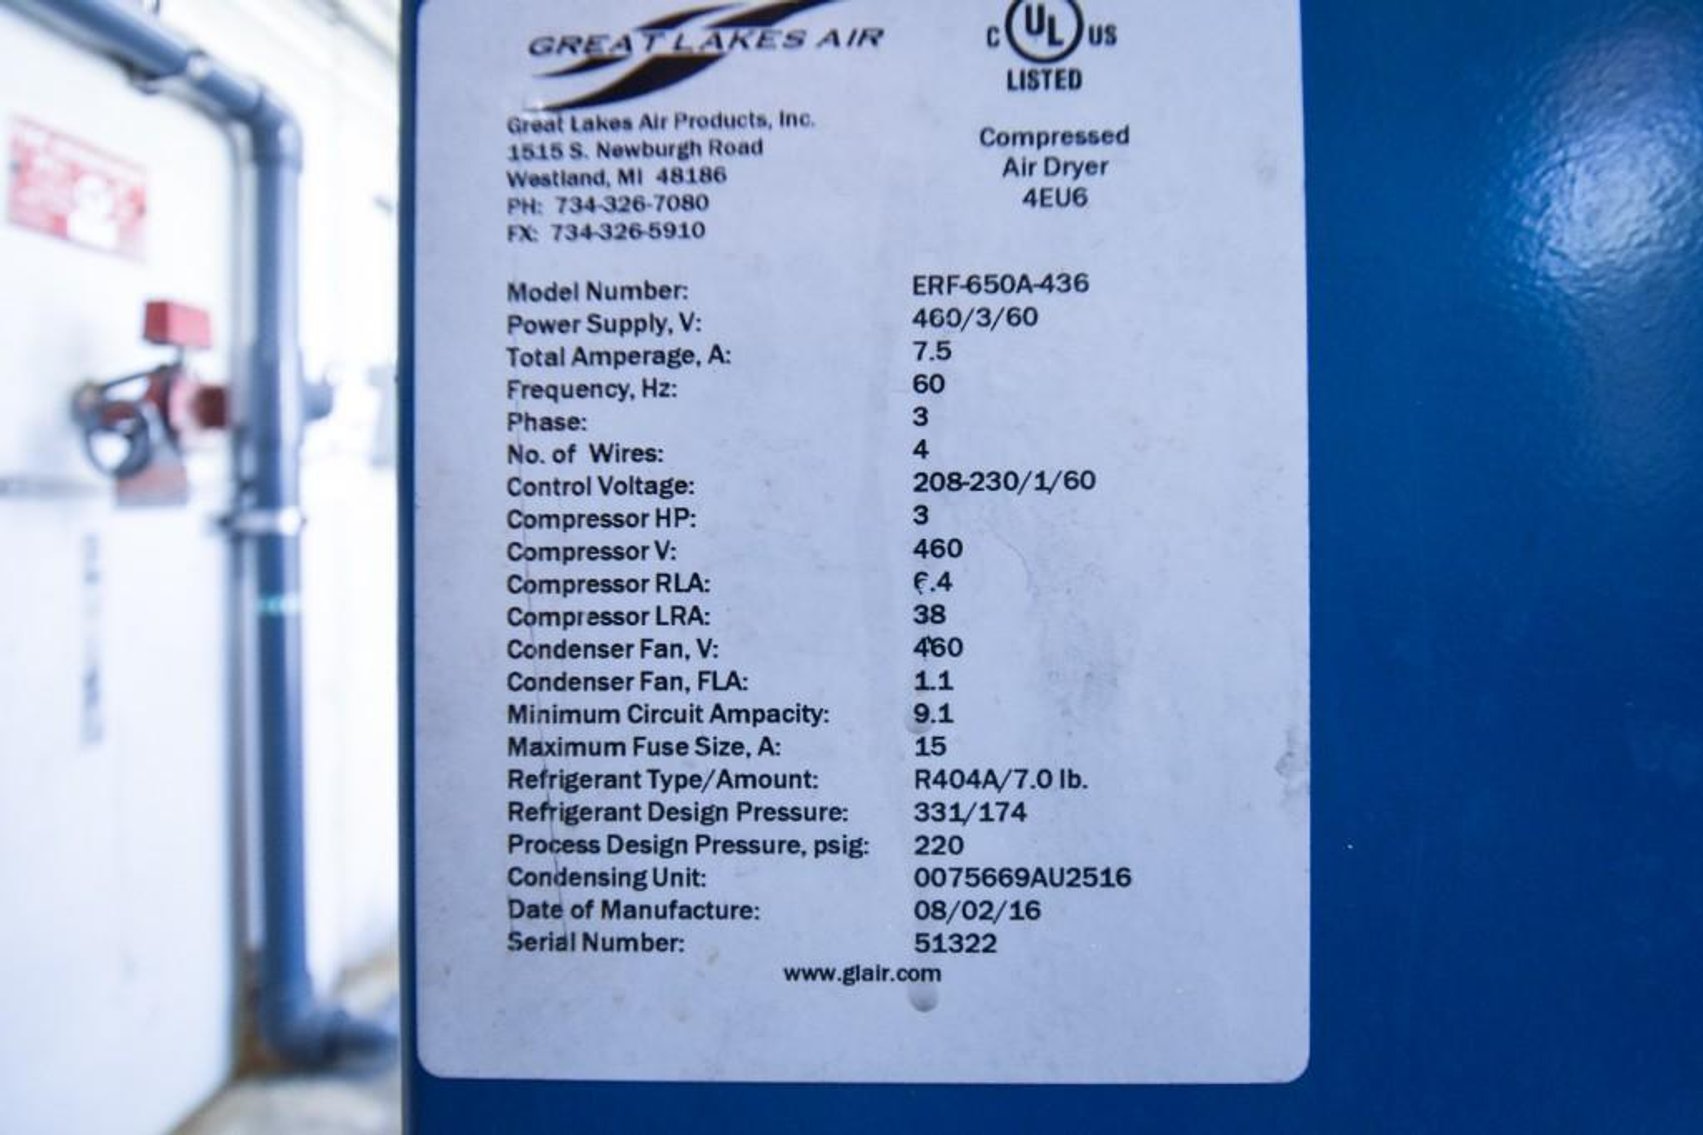 GREAT LAKES AIR
C UL US
LISTED
Great Lakes Air Products, Inc.
1515 S. Newburgh Road
Westland, MI 48186
PH: 734-326-7080
FX: 734-326-5910
Compressed
Air Dryer
4EU6
Model Number: ERF-650A-436
Power Supply, V: 460/3/60
Total Amperage, A: 7.5
Frequency, Hz: 60
Phase: 3
No. of Wires: 4
Control Voltage: 208-230/1/60
Compressor HP: 3
Compressor V: 460
Compressor RLA: 6.4
Compressor LRA: 38
Condenser Fan, V: 460
Condenser Fan, FLA: 1.1
Minimum Circuit Ampacity: 9.1
Maximum Fuse Size, A: 15
Refrigerant Type/Amount: R404A/7.0 lb.
Refrigerant Design Pressure: 331/174
Process Design Pressure, psig: 220
Condensing Unit: 0075669AU2516
Date of Manufacture: 08/02/16
Serial Number: 51322
www.glair.com